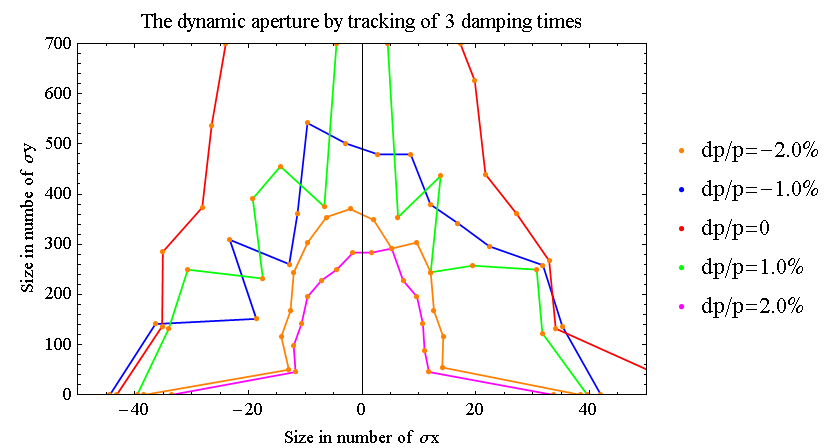 The dynamic aperture by tracking of 3 damping times
700
600
500
400
300
200
100
0
Size in numbe of σy
−40
−20
0
20
40
Size in number of σx
dp/p=−2.0%
dp/p=−1.0%
dp/p=0
dp/p=1.0%
dp/p=2.0%